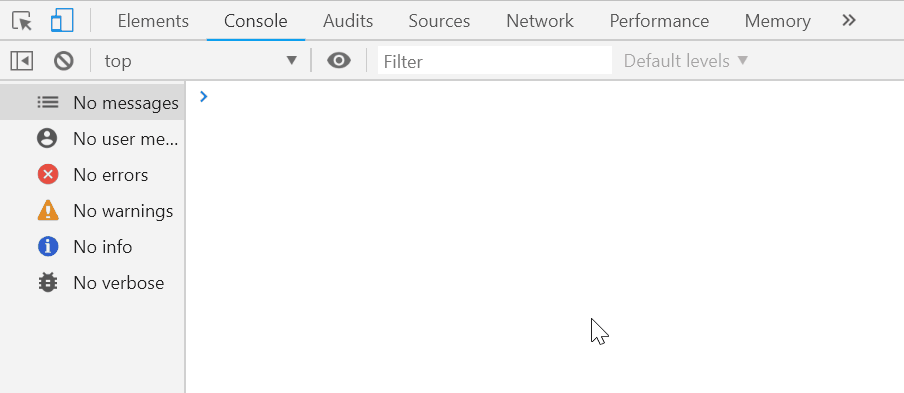 Elements Console Audits Sources Network Performance Memory »
top Filter Default levels
No messages
No user me...
No errors
No warnings
No info
No verbose